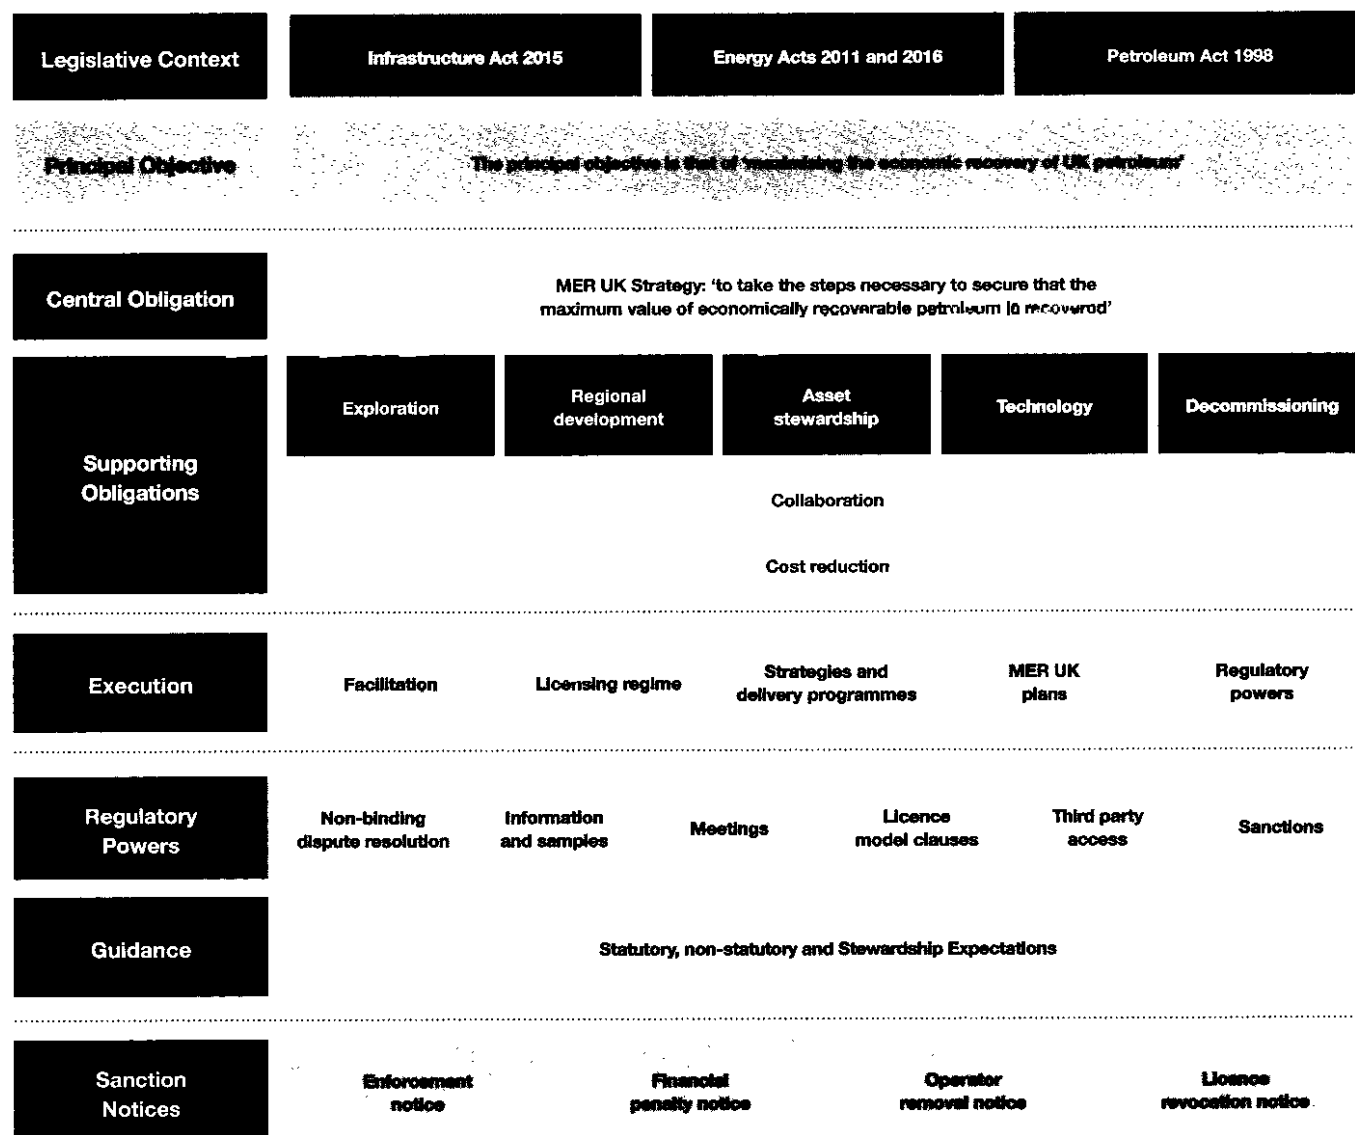 Legislative Context
Infrastructure Act 2015
Energy Acts 2011 and 2016
Petroleum Act 1998
Principal Objective
The principal objective is that of 'maximising the economic recovery of UK petroleum'
Central Obligation
MER UK Strategy: 'to take the steps necessary to secure that the
maximum value of economically recoverable petroleum is recovered'
Supporting
Obligations
Exploration
Regional
development
Asset
stewardship
Technology
Decommissioning
Collaboration
Cost reduction
Execution
Facilitation
Licensing regime
Strategies and
delivery programmes
MER UK
plans
Regulatory
powers
Regulatory
Powers
Non-binding
dispute resolution
Information
and samples
Meetings
Licence
model clauses
Third party
access
Sanctions
Guidance
Statutory, non-statutory and Stewardship Expectations
Sanction
Notices
Enforcement
notice
Financial
penalty notice
Operator
removal notice
Licence
revocation notice